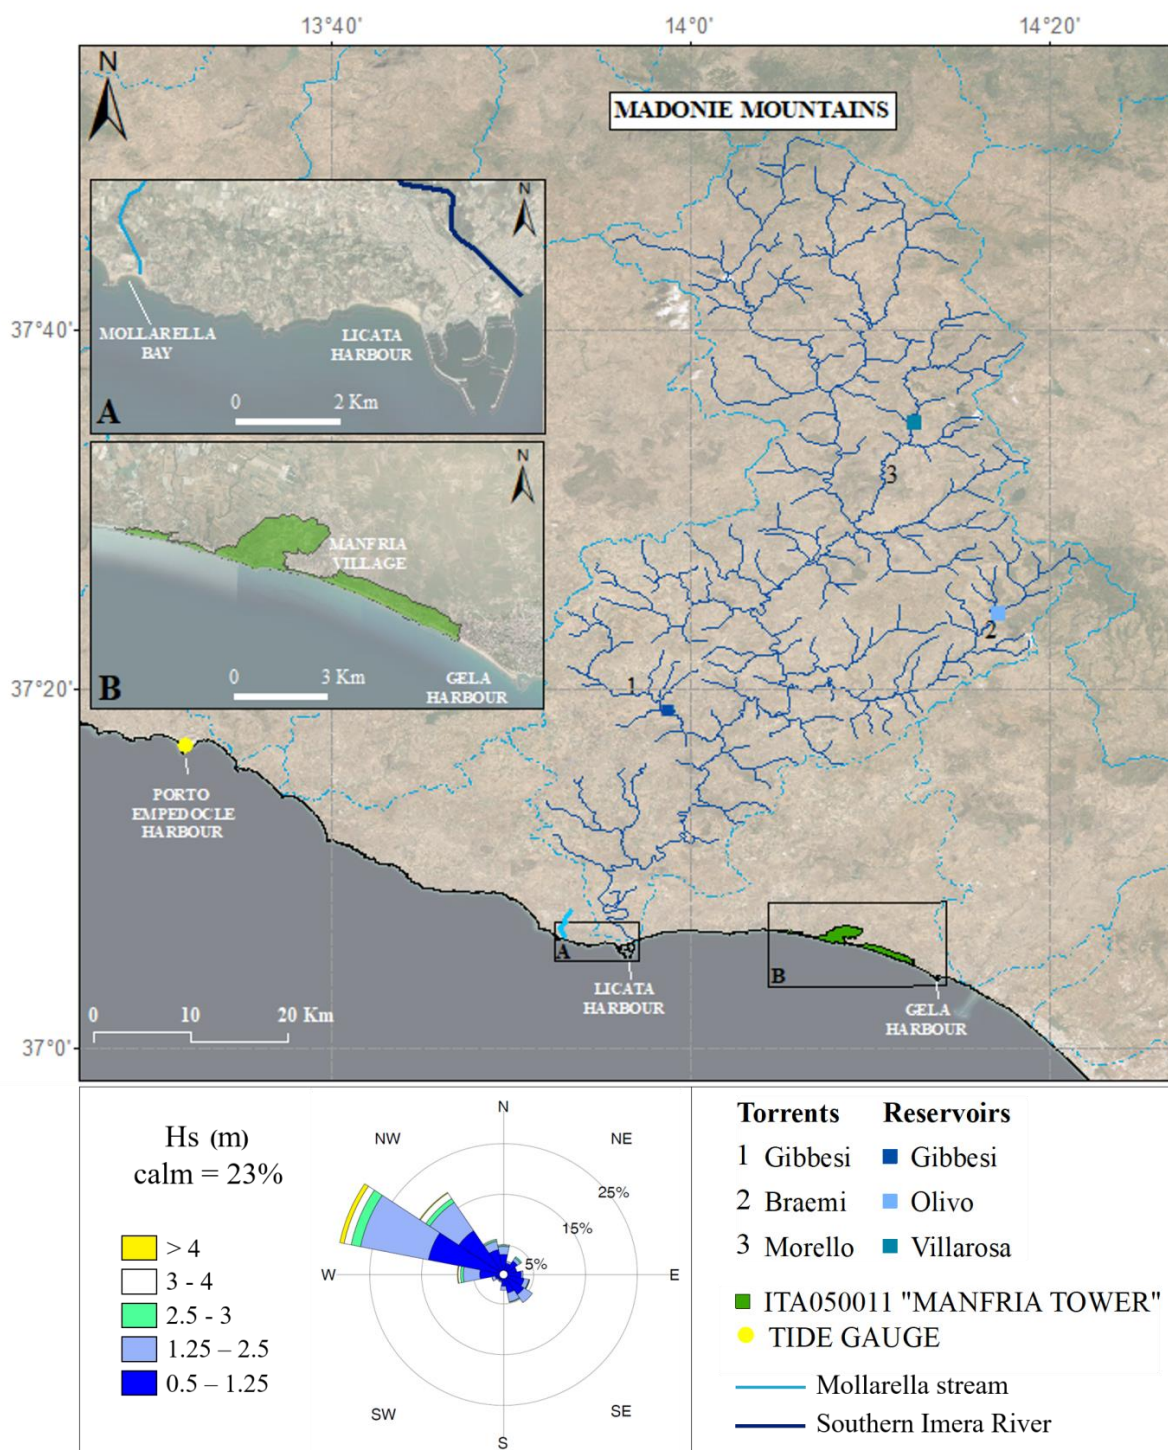 13°40'
14°0'
14°20'
N
MADONIE MOUNTAINS
N
MOLLARELLA
BAY
LICATA
HARBOUR
0 2 Km
A
37°40'
N
MANFRIA
VILLAGE
0 3 Km
GELA
HARBOUR
B
3
2
1
37°20'
PORTO
EMPEDOCLE
HARBOUR
A
B
LICATA
HARBOUR
GELA
HARBOUR
0 10 20 Km
37°0'
Hs (m)
calm = 23%
> 4
3 - 4
2.5 - 3
1.25 – 2.5
0.5 – 1.25
N
NW
NE
25%
15%
5%
W
E
SW
SE
S
Torrents Reservoirs
1 Gibbesi Gibbesi
2 Braemi Olivo
3 Morello Villarosa
ITA050011 "MANFRIA TOWER"
TIDE GAUGE
Mollarella stream
Southern Imera River